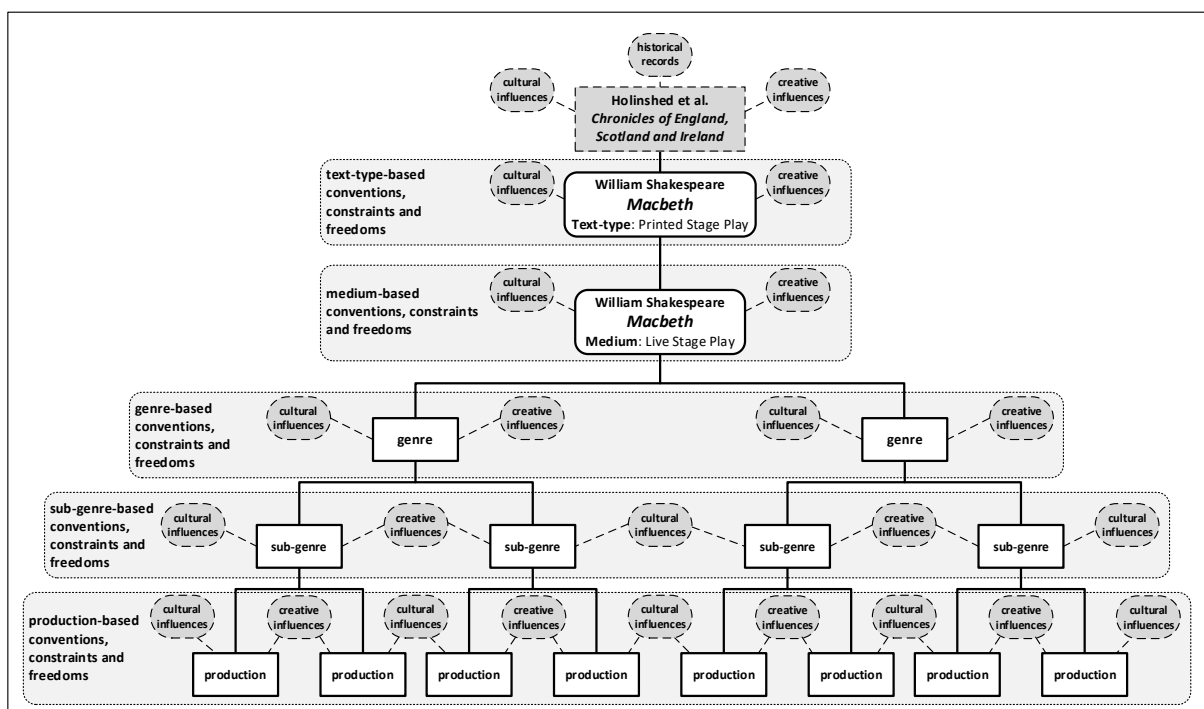 historical
records
cultural
influences
creative
influences
Holinshed et al.
Chronicles of England,
Scotland and Ireland
text-type-based
conventions,
constraints and
freedoms
cultural
influences
William Shakespeare
Macbeth
Text-type: Printed Stage Play
creative
influences
medium-based
conventions, constraints
and freedoms
cultural
influences
William Shakespeare
Macbeth
Medium: Live Stage Play
creative
influences
genre-based
conventions,
constraints and
freedoms
cultural
influences
genre
creative
influences
cultural
influences
genre
creative
influences
sub-genre-based
conventions,
constraints and
freedoms
cultural
influences
sub-genre
creative
influences
sub-genre
cultural
influences
sub-genre
creative
influences
sub-genre
cultural
influences
production-based
conventions,
constraints and
freedoms
cultural
influences
creative
influences
cultural
influences
creative
influences
cultural
influences
creative
influences
cultural
influences
creative
influences
cultural
influences
production
production
production
production
production
production
production
production